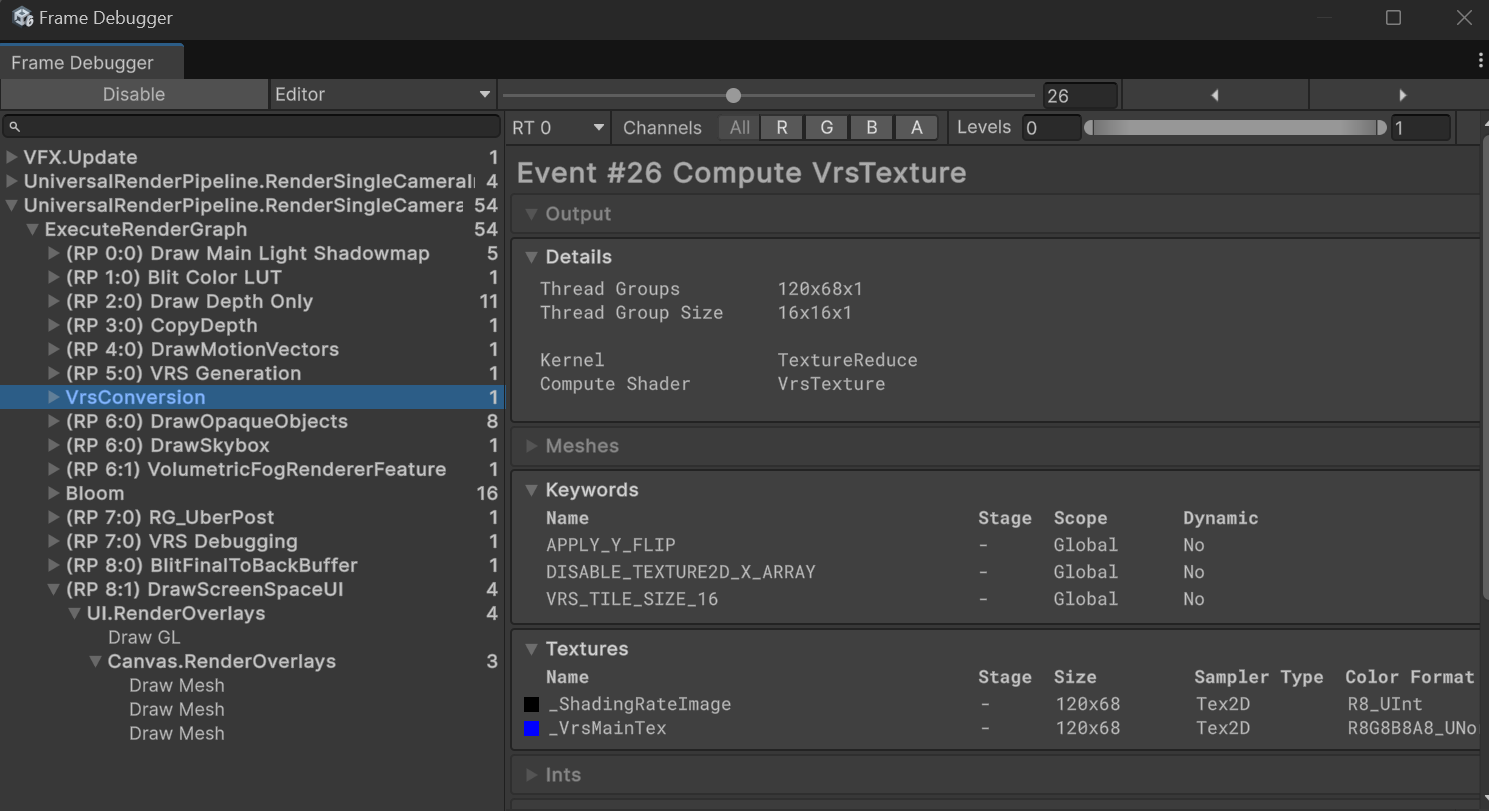 Frame Debugger
Frame Debugger
Disable Editor 26
RT 0 Channels All R G B A Levels 0 1
VFX.Update 1
UniversalRenderPipeline.RenderSingleCameraI 4
UniversalRenderPipeline.RenderSingleCamera 54
ExecuteRenderGraph 54
(RP 0:0) Draw Main Light Shadowmap 5
(RP 1:0) Blit Color LUT 1
(RP 2:0) Draw Depth Only 11
(RP 3:0) CopyDepth 1
(RP 4:0) DrawMotionVectors 1
(RP 5:0) VRS Generation 1
VrsConversion 1
(RP 6:0) DrawOpaqueObjects 8
(RP 6:0) DrawSkybox 1
(RP 6:1) VolumetricFogRendererFeature 1
Bloom 16
(RP 7:0) RG_UberPost 1
(RP 7:0) VRS Debugging 1
(RP 8:0) BlitFinalToBackBuffer 1
(RP 8:1) DrawScreenSpaceUI 4
UI.RenderOverlays 4
Draw GL
Canvas.RenderOverlays 3
Draw Mesh
Draw Mesh
Draw Mesh
Event #26 Compute VrsTexture
Output
Details
Thread Groups 120x68x1
Thread Group Size 16x16x1
Kernel TextureReduce
Compute Shader VrsTexture
Meshes
Keywords
Name Stage Scope Dynamic
APPLY_Y_FLIP - Global No
DISABLE_TEXTURE2D_X_ARRAY - Global No
VRS_TILE_SIZE_16 - Global No
Textures
Name Stage Size Sampler Type Color Format
_ShadingRateImage - 120x68 Tex2D R8_UInt
_VrsMainTex - 120x68 Tex2D R8G8B8A8_UNo
Ints